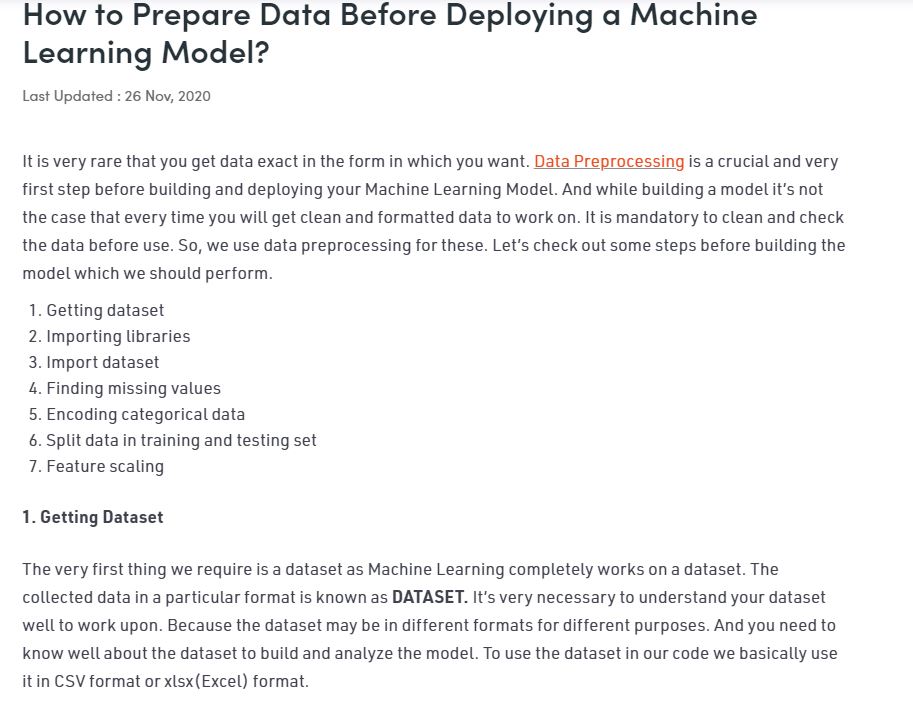 How to Prepare Data Before Deploying a Machine
Learning Model?
Last Updated : 26 Nov, 2020
It is very rare that you get data exact in the form in which you want. Data Preprocessing is a crucial and very
first step before building and deploying your Machine Learning Model. And while building a model it's not
the case that every time you will get clean and formatted data to work on. It is mandatory to clean and check
the data before use. So, we use data preprocessing for these. Let's check out some steps before building the
model which we should perform.
1. Getting dataset
2. Importing libraries
3. Import dataset
4. Finding missing values
5. Encoding categorical data
6. Split data in training and testing set
7. Feature scaling
1. Getting Dataset
The very first thing we require is a dataset as Machine Learning completely works on a dataset. The
collected data in a particular format is known as DATASET. It's very necessary to understand your dataset
well to work upon. Because the dataset may be in different formats for different purposes. And you need to
know well about the dataset to build and analyze the model. To use the dataset in our code we basically use
it in CSV format or xlsx(Excel) format.